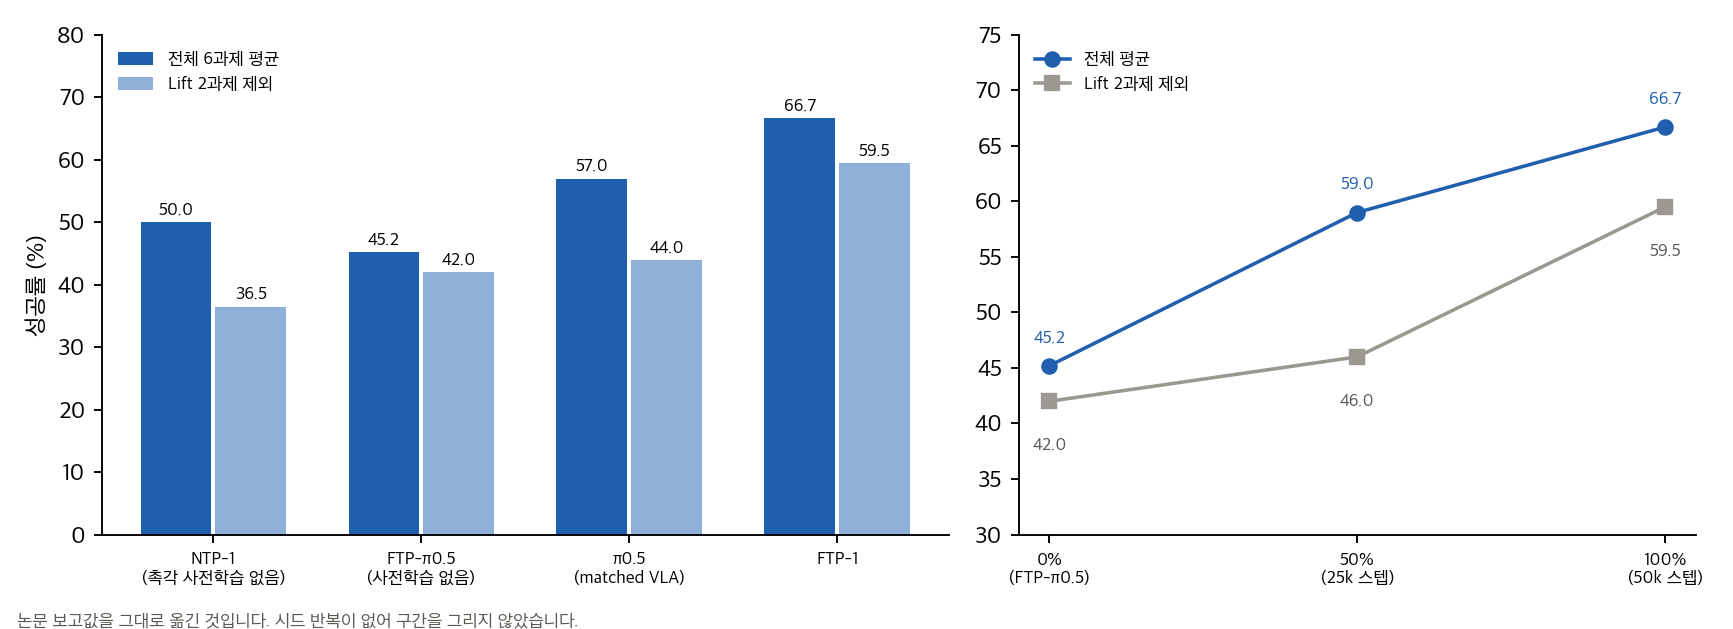 80
70
60
50
40
30
20
10
0
성공률 (%)
전체 6과제 평균
Lift 2과제 제외
50.0
36.5
45.2
42.0
57.0
44.0
66.7
59.5
NTP-1
(촉각 사전학습 없음)
FTP-π0.5
(사전학습 없음)
π0.5
(matched VLA)
FTP-1
75
70
65
60
55
50
45
40
35
30
전체 평균
Lift 2과제 제외
45.2
59.0
66.7
42.0
46.0
59.5
0%
(FTP-π0.5)
50%
(25k 스텝)
100%
(50k 스텝)
논문 보고값을 그대로 옮긴 것입니다. 시드 반복이 없어 구간을 그리지 않았습니다.